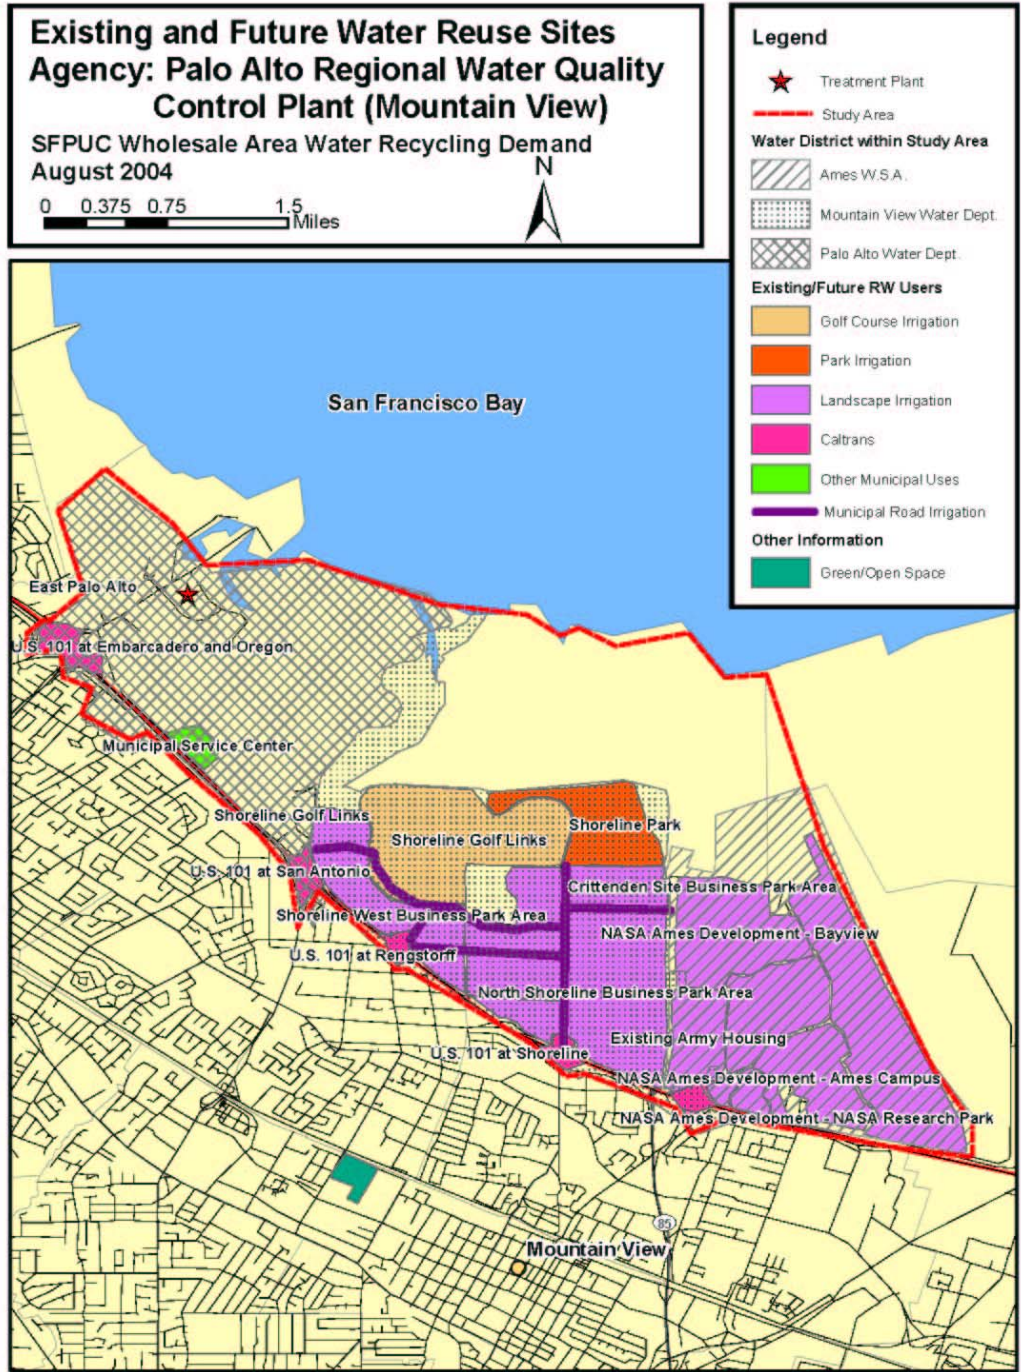 Existing and Future Water Reuse Sites
Agency: Palo Alto Regional Water Quality
Control Plant (Mountain View)
SFPUC Wholesale Area Water Recycling Demand
August 2004
N
0 0.375 0.75 1.5
Miles
Legend
Treatment Plant
Study Area
Water District within Study Area
Ames W.S.A.
Mountain View Water Dept.
Palo Alto Water Dept.
Existing/Future RW Users
Golf Course Irrigation
Park Irrigation
Landscape Irrigation
Caltrans
Other Municipal Uses
Municipal Road Irrigation
Other Information
Green/Open Space
San Francisco Bay
East Palo Alto
U.S. 101 at Embarcadero and Oregon
Municipal Service Center
Shoreline Golf Links
Shoreline Park
Shoreline Golf Links
U.S. 101 at San Antonio
Crittenden Site Business Park Area
Shoreline West Business Park Area
NASA Ames Development - Bayview
U.S. 101 at Rengstorff
North Shoreline Business Park Area
Existing Army Housing
U.S. 101 at Shoreline
NASA Ames Development - Ames Campus
NASA Ames Development - NASA Research Park
85
Mountain View